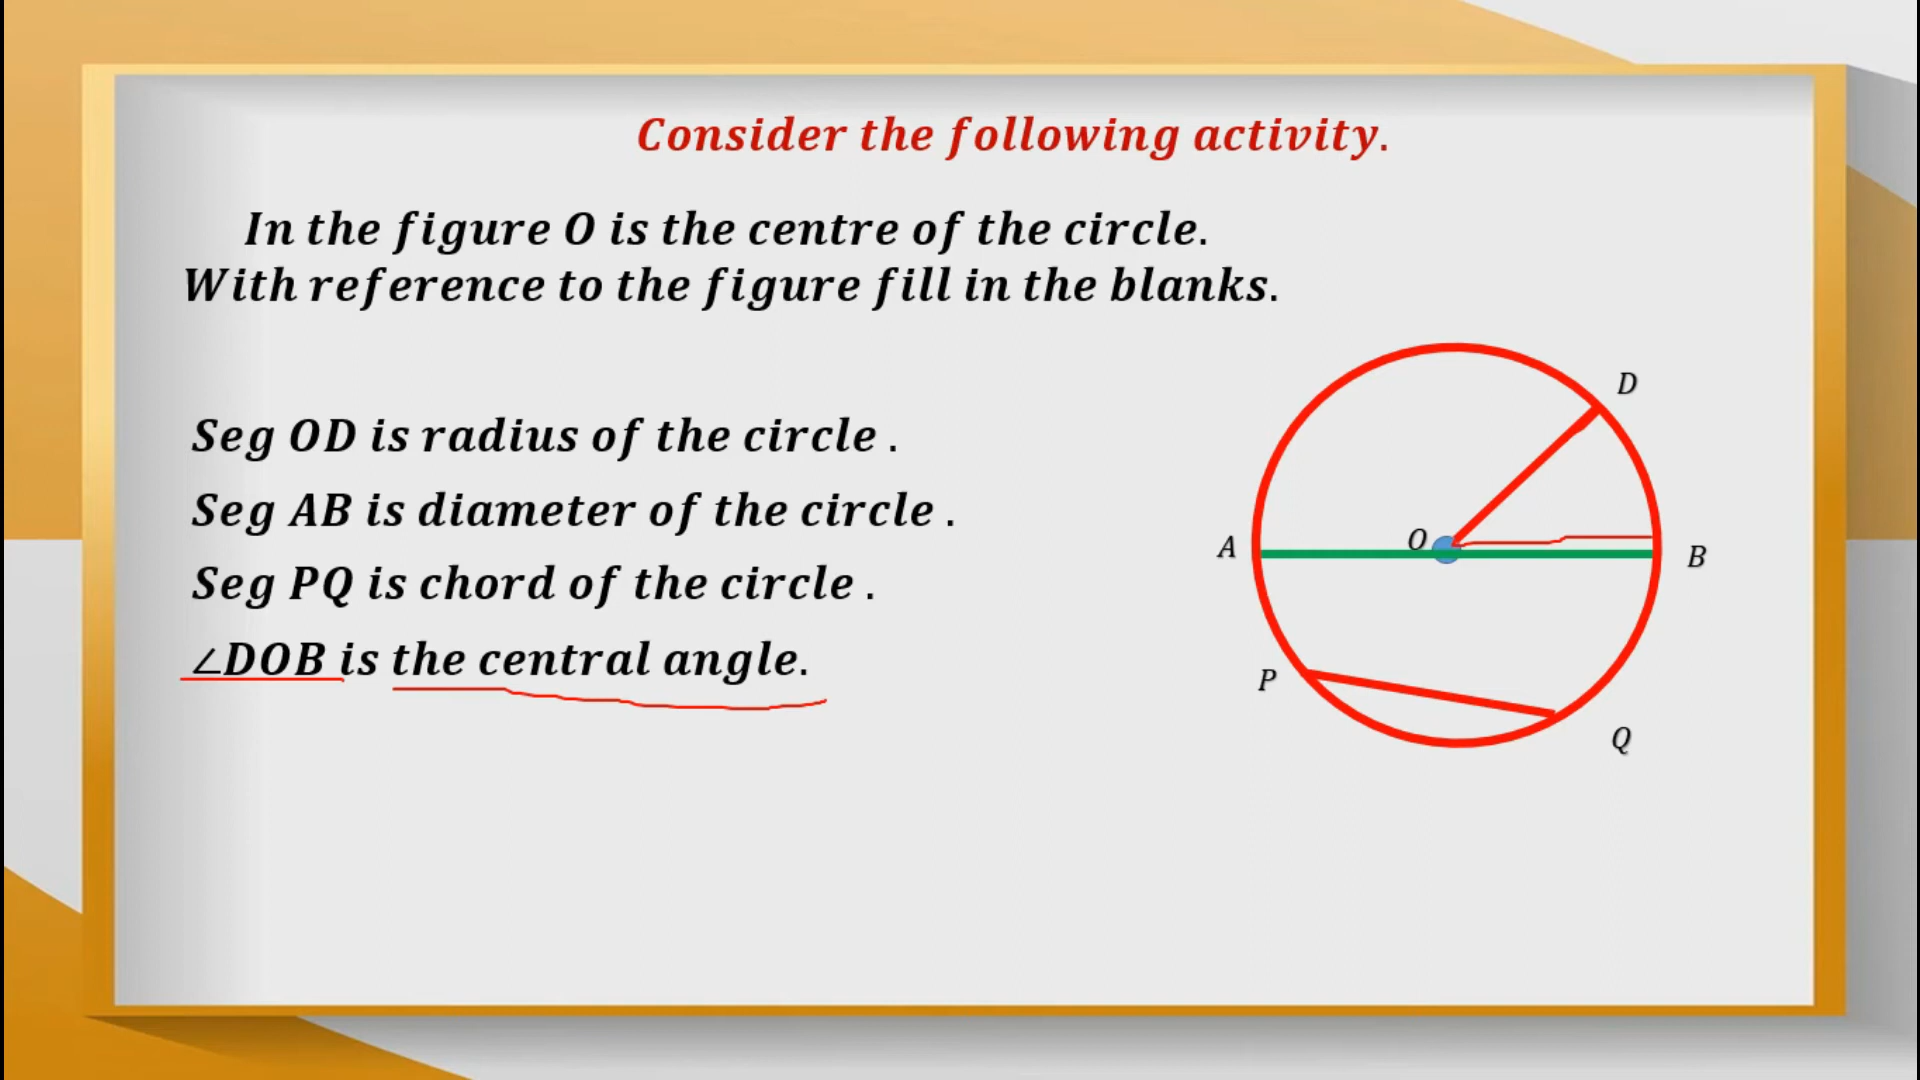 Consider the following activity.
In the figure O is the centre of the circle.
With reference to the figure fill in the blanks.
Seg OD is radius of the circle .
Seg AB is diameter of the circle .
Seg PQ is chord of the circle .
∠DOB is the central angle.
D
O
A
B
P
Q